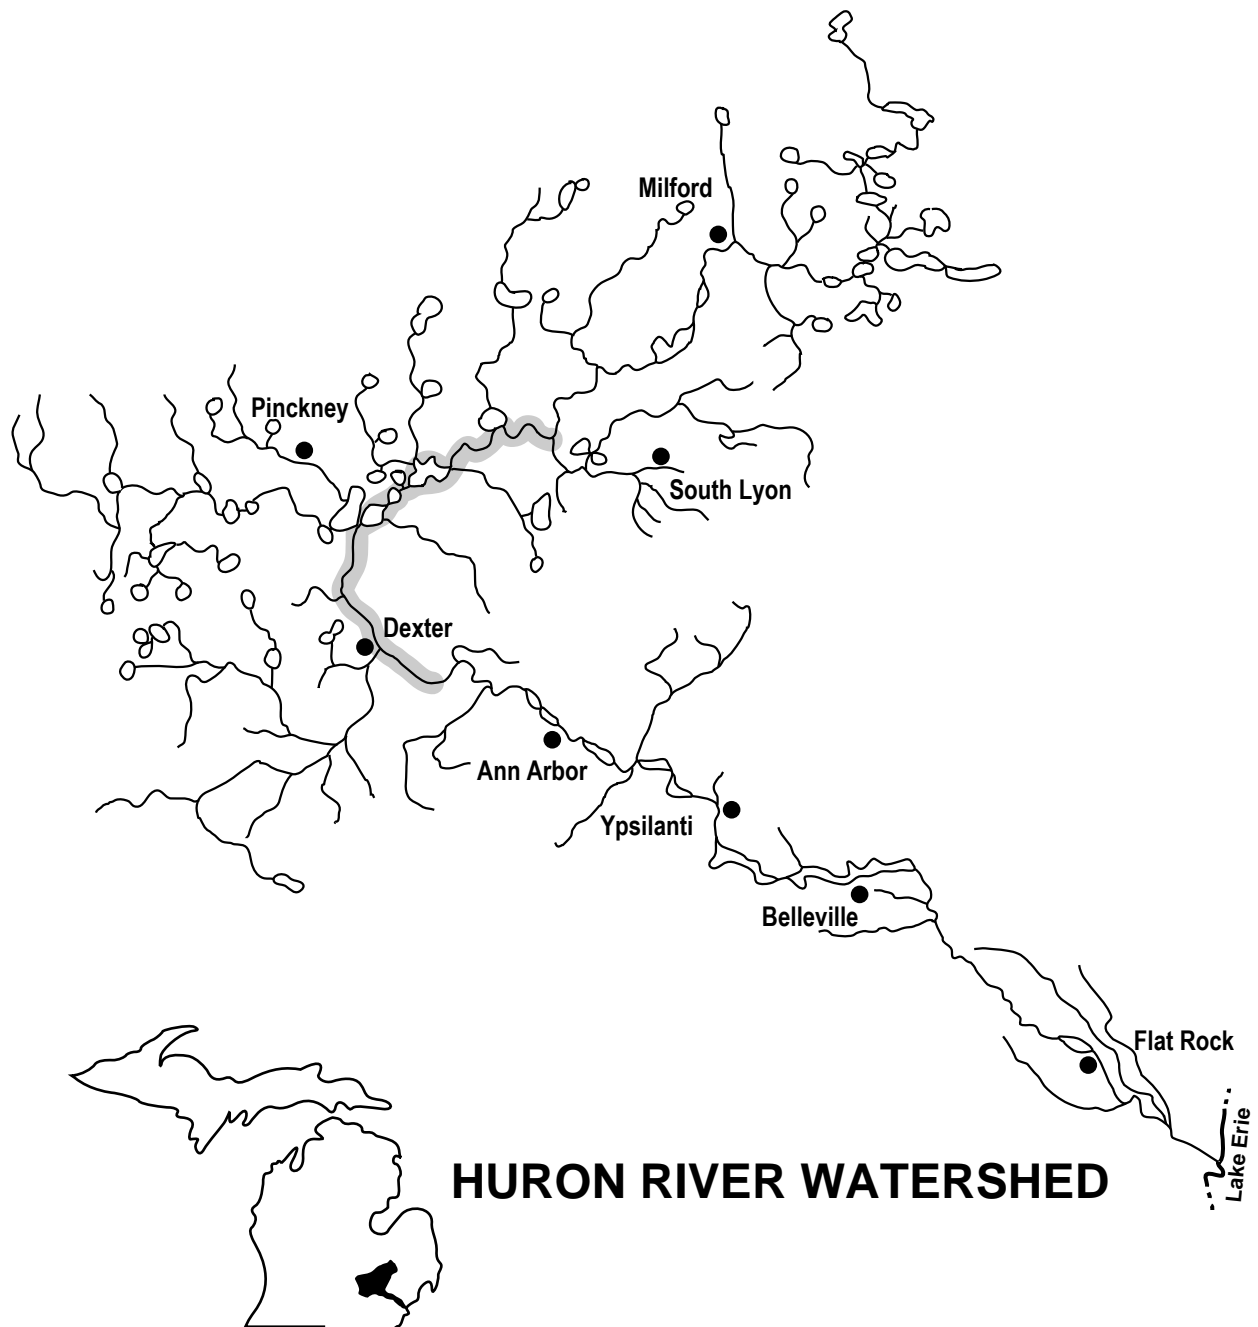 Milford
Pinckney
South Lyon
Dexter
Ann Arbor
Ypsilanti
Belleville
Flat Rock
Lake Erie
HURON RIVER WATERSHED